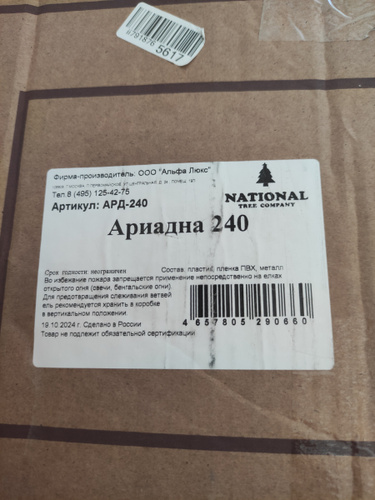 6791876 5617
Фирма-производитель: ООО "Альфа Люкс"
Тел.8 (495) 125-42-75
Артикул: АРД-240
NATIONAL
TREE COMPANY
Ариадна 240
Срок годности: неограничен
Состав: пластик, пленка ПВХ, металл
Во избежание пожара запрещается применение непосредственно на елках
открытого огня (свечи, бенгальские огни).
Для предотвращения слеживания ветвей
ель рекомендуется хранить в коробке
в вертикальном положении
19.10.2024 г. Сделано в России
Товар не подлежит обязательной сертификации
4 657805 290660